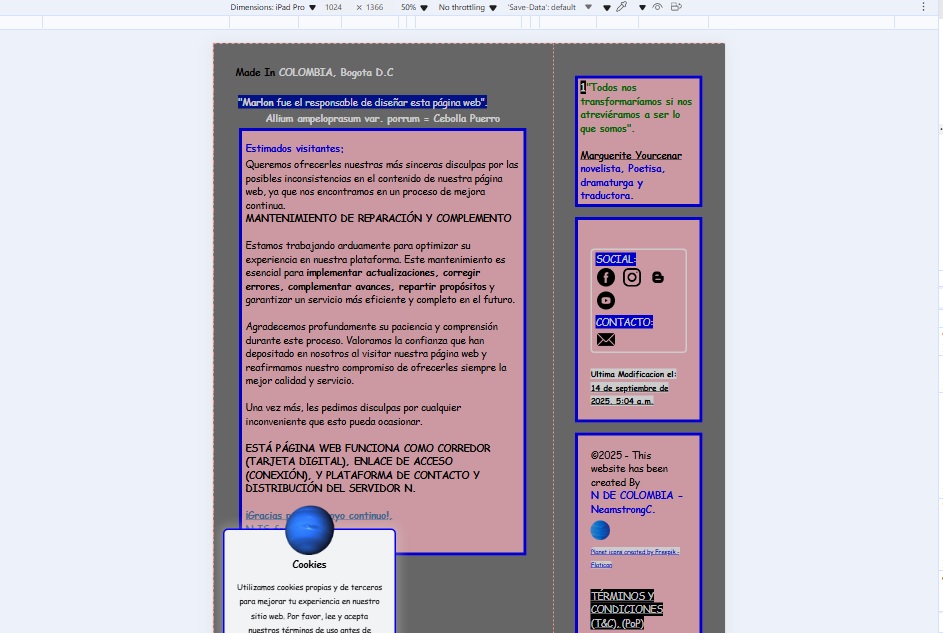 Dimensions: iPad Pro 1024 × 1366 50% No throttling 'Save-Data': default
Made In COLOMBIA, Bogota D.C
"Marlon fue el responsable de diseñar esta página web".
Allium ampeloprasum var. porrum = Cebolla Puerro
Estimados visitantes;
Queremos ofrecerles nuestras más sinceras disculpas por las
posibles inconsistencias en el contenido de nuestra página
web, ya que nos encontramos en un proceso de mejora
continua.
MANTENIMIENTO DE REPARACIÓN Y COMPLEMENTO
Estamos trabajando arduamente para optimizar su
experiencia en nuestra plataforma. Este mantenimiento es
esencial para implementar actualizaciones, corregir
errores, complementar avances, repartir propósitos y
garantizar un servicio más eficiente y completo en el futuro.
Agradecemos profundamente su paciencia y comprensión
durante este proceso. Valoramos la confianza que han
depositado en nosotros al visitar nuestra página web y
reafirmamos nuestro compromiso de ofrecerles siempre la
mejor calidad y servicio.
Una vez más, les pedimos disculpas por cualquier
inconveniente que esto pueda ocasionar.
ESTÁ PÁGINA WEB FUNCIONA COMO CORREDOR
(TARJETA DIGITAL), ENLACE DE ACCESO
(CONEXIÓN), Y PLATAFORMA DE CONTACTO Y
DISTRIBUCIÓN DEL SERVIDOR N.
¡Gracias continuo!.
Cookies
Utilizamos cookies propias y de terceros
para mejorar tu experiencia en nuestro
sitio web. Por favor, lee y acepta
nuestros términos de uso antes de
1"Todos nos
transformaríamos si nos
atreviéramos a ser lo
que somos".
Marguerite Yourcenar
novelista, Poetisa,
dramaturga y
traductora.
SOCIAL:
CONTACTO:
Ultima Modificacion el:
14 de septiembre de
2025, 5:04 a.m.
©2025 - This
website has been
created By
N DE COLOMBIA -
NeamstrongC.
Planet icons created by Freepik -
Flaticon
TÉRMINOS Y
CONDICIONES
(T&C), (PoP)